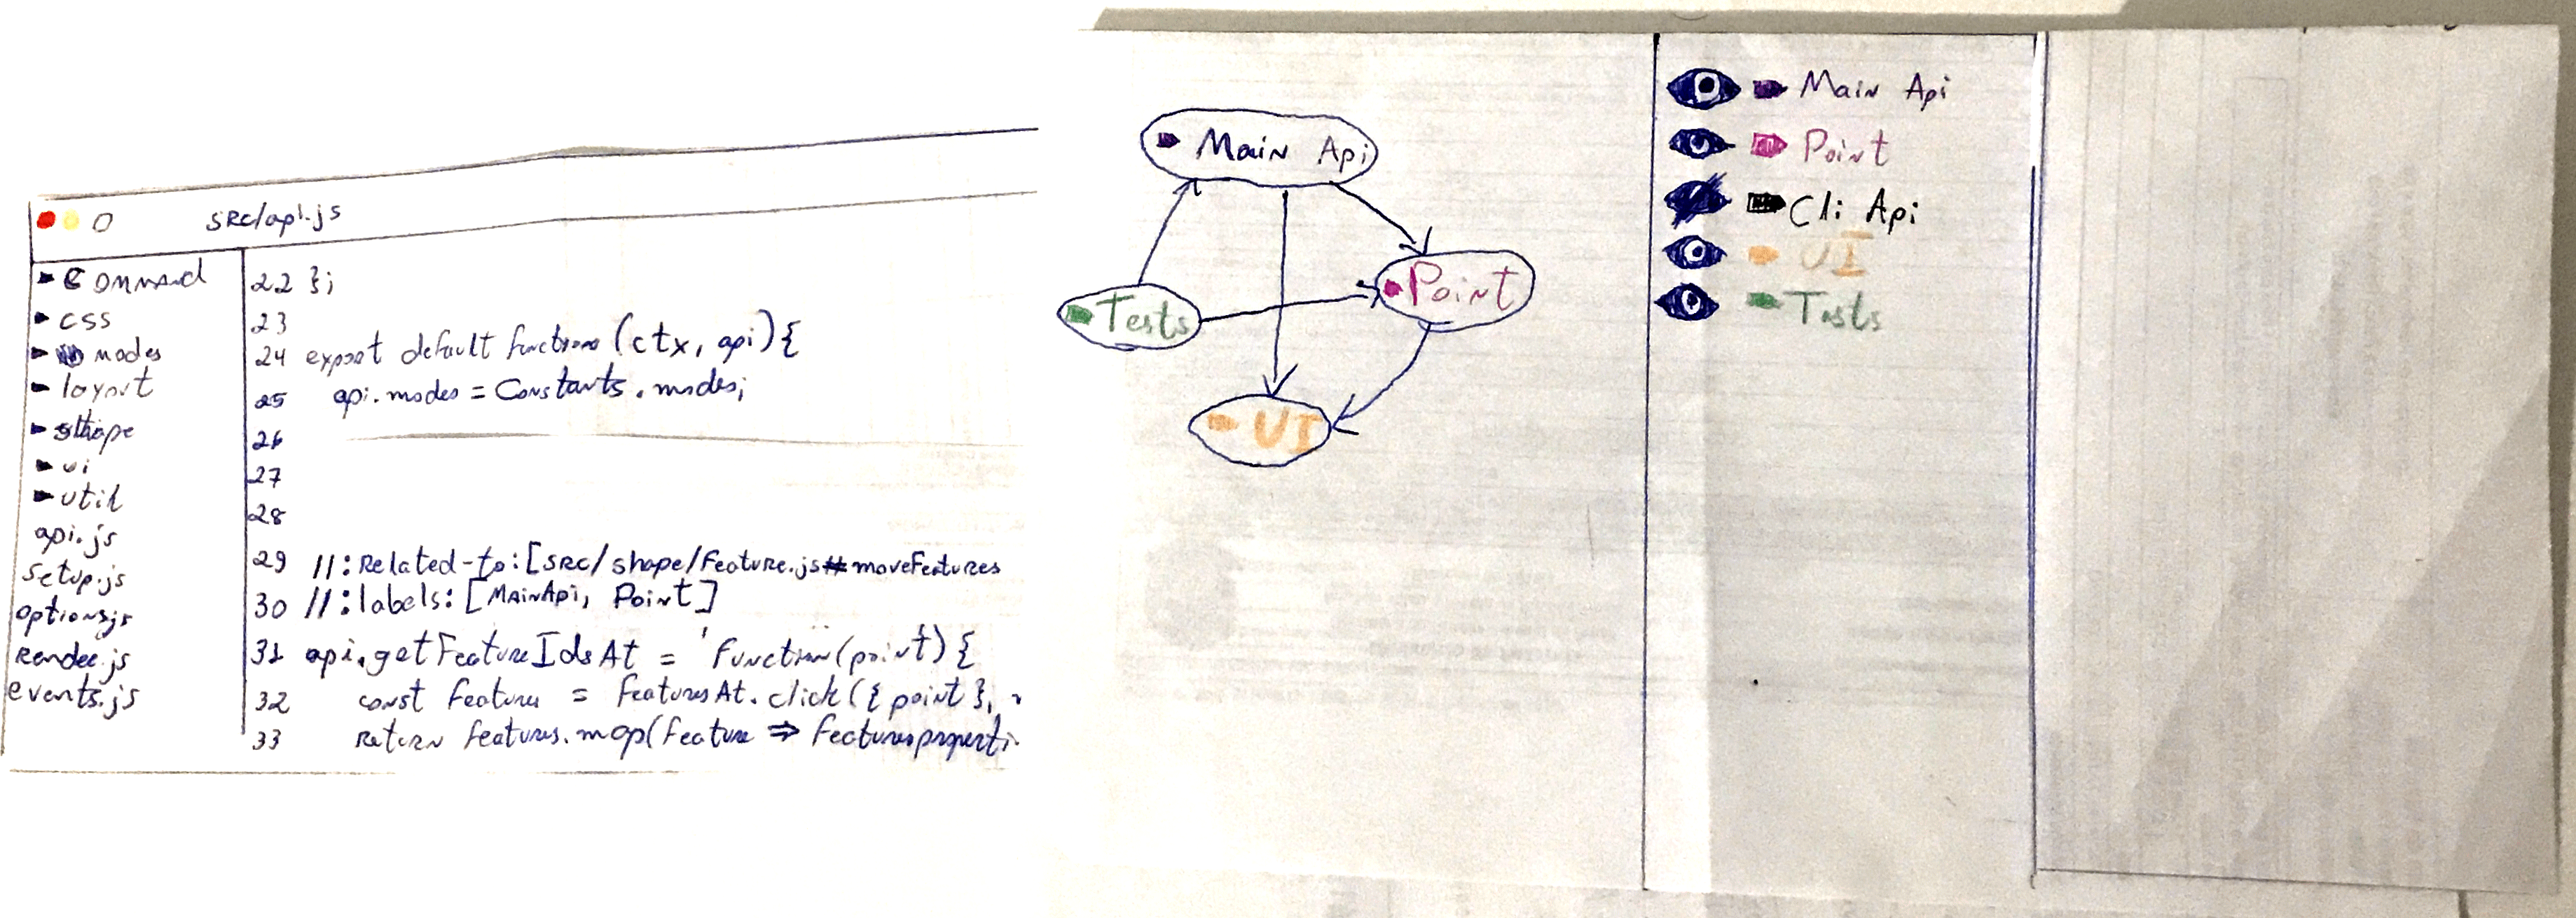 src/api.js
command
css
modes
layout
shape
ui
util
api.js
setup.js
options.js
render.js
events.js
22 };
23
24 export default function (ctx, api){
25 api.modes = Constants.modes;
26
27
28
29 //:Related-to:[src/shape/Feature.js#moveFeatures
30 //:labels:[MainApi, Point]
31 api.getFeatureIdsAt = function(point){
32 const features = featuresAt.click({point},
33 return features.map(feature => feature.properti
Main Api
Tests
Point
UI
Main Api
Point
Cli Api
UI
Tests